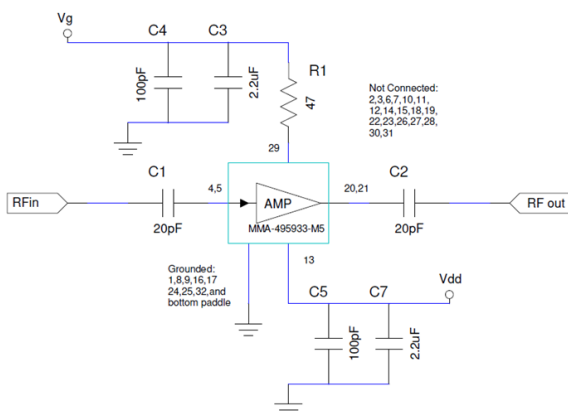 Vg
C4
C3
100pF
2.2uF
R1
47
Not Connected:
2,3,6,7,10,11,
12,14,15,18,19,
22,23,26,27,28,
30,31
29
C1
4,5
20,21
C2
RFin
AMP
RF out
20pF
MMA-495933-M5
20pF
13
Grounded:
1,8,9,16,17
24,25,32,and
bottom paddle
C5
C7
Vdd
100pF
2.2uF